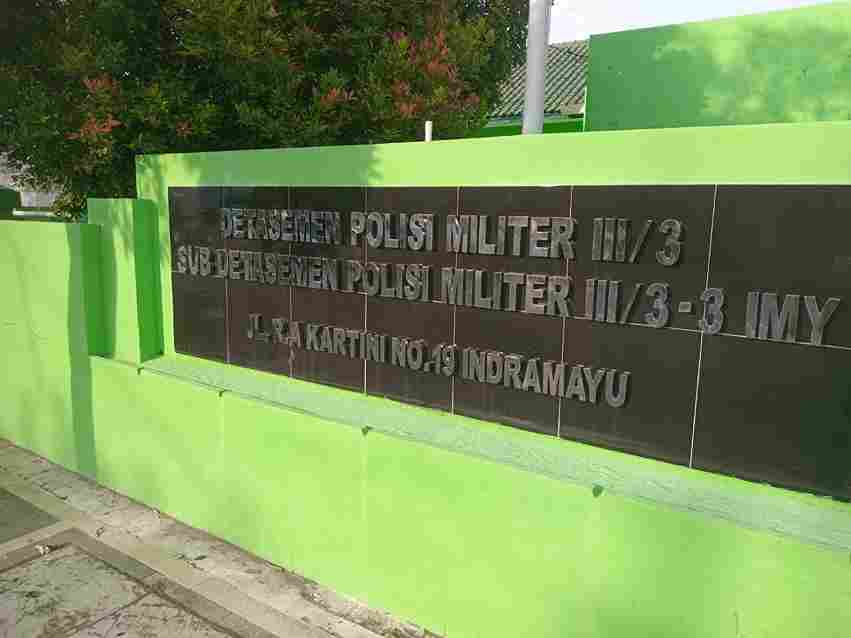 DETASEMEN POLISI MILITER III/3
SUB DETASEMEN POLISI MILITER III/3-3 IMY
JL. R.A KARTINI NO.19 INDRAMAYU